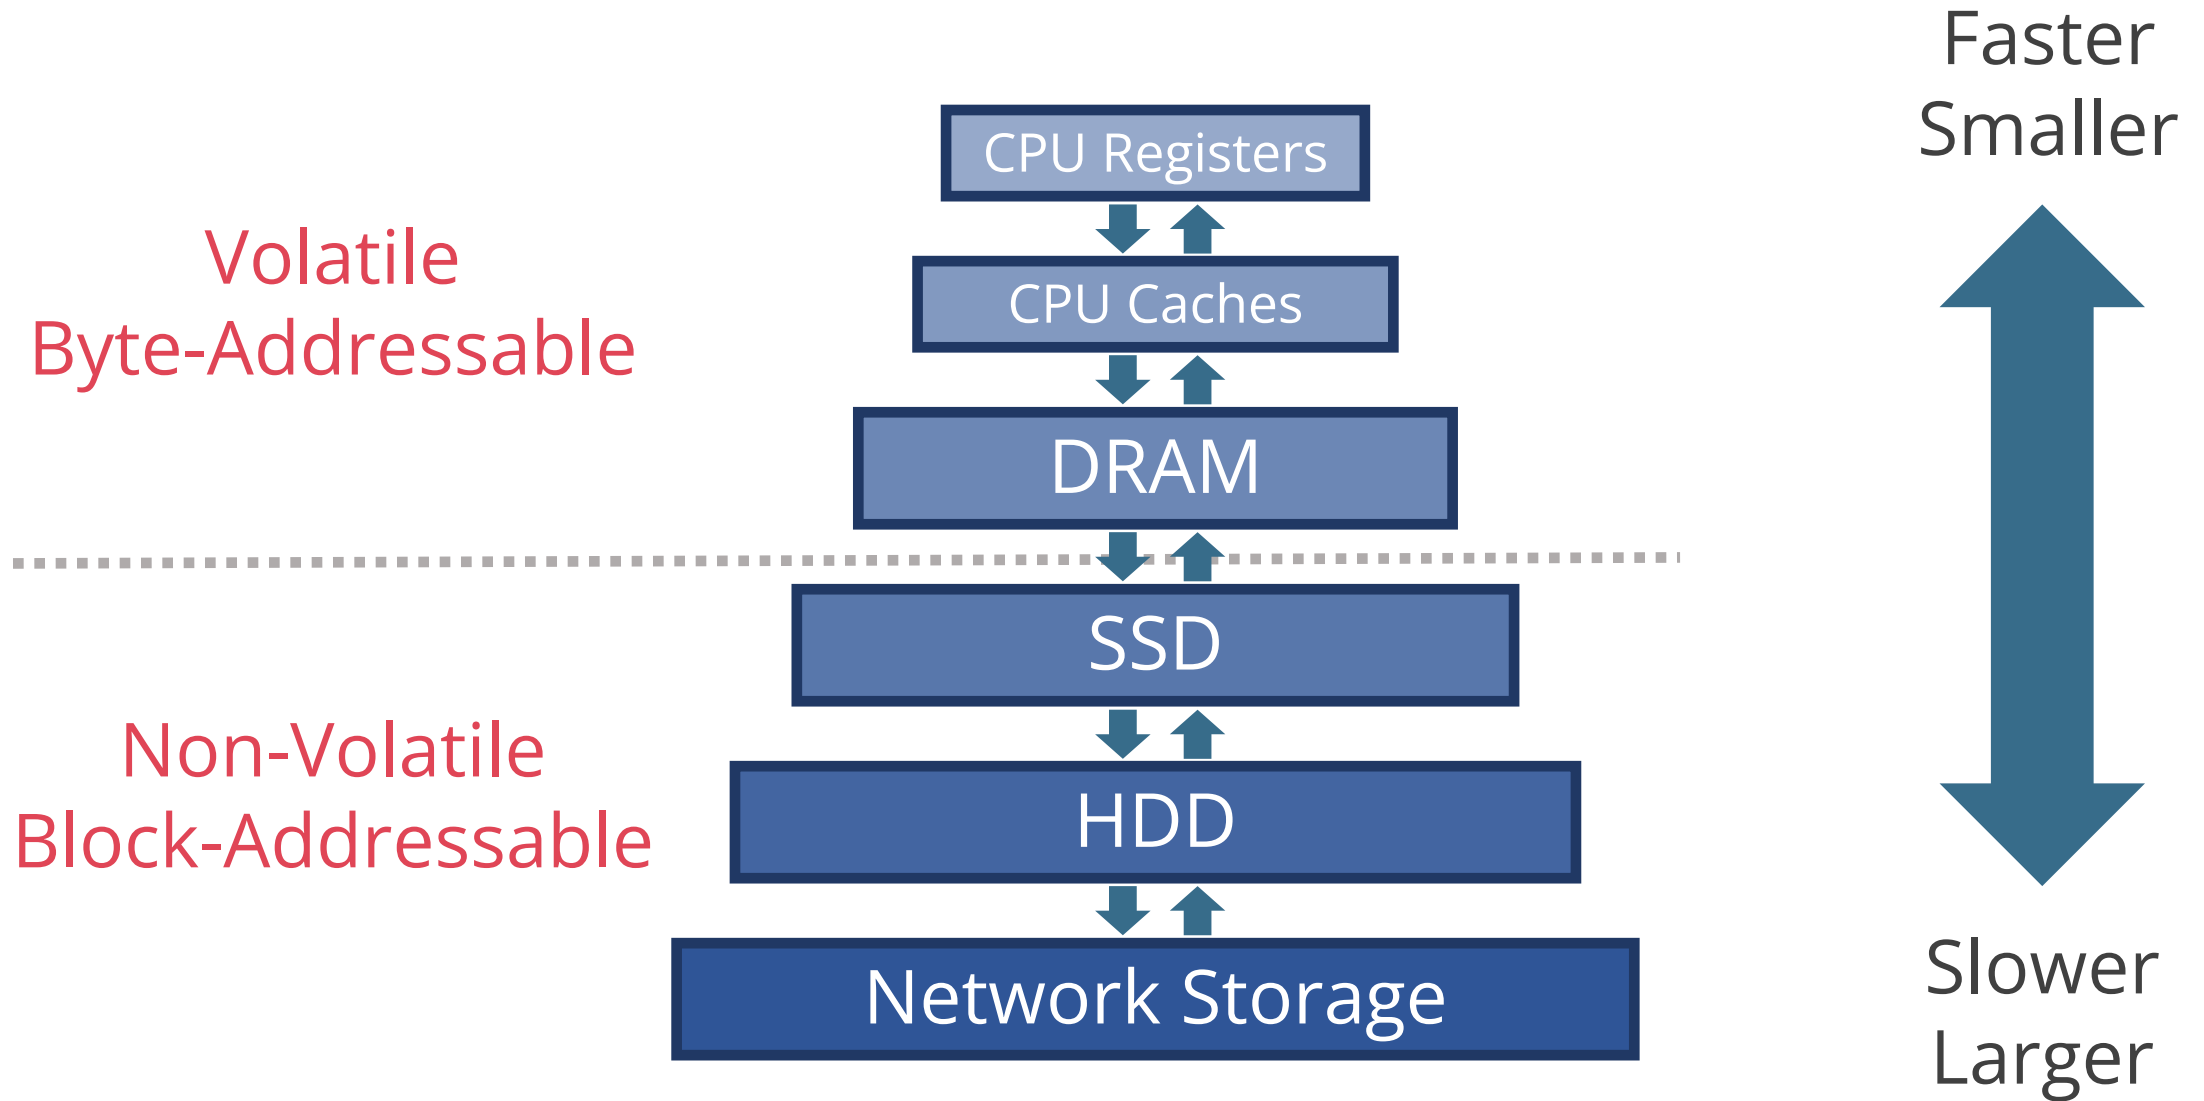 Faster
Smaller
CPU Registers
Volatile
Byte-Addressable
CPU Caches
DRAM
SSD
Non-Volatile
Block-Addressable
HDD
Network Storage
Slower
Larger